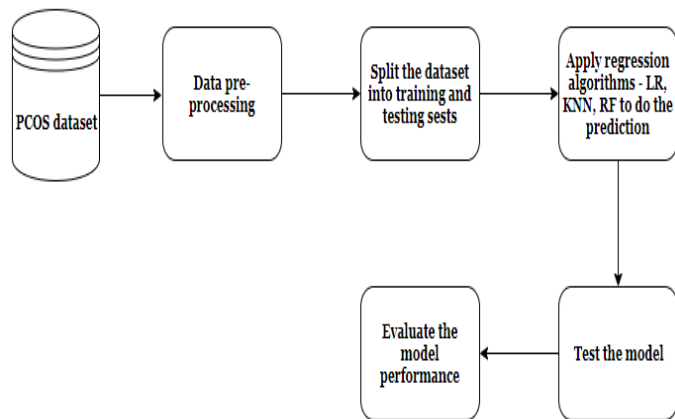 PCOS dataset
Data pre-
processing
Split the dataset
into training and
testing sests
Apply regression
algorithms - LR,
KNN, RF to do the
prediction
Test the model
Evaluate the
model
performance